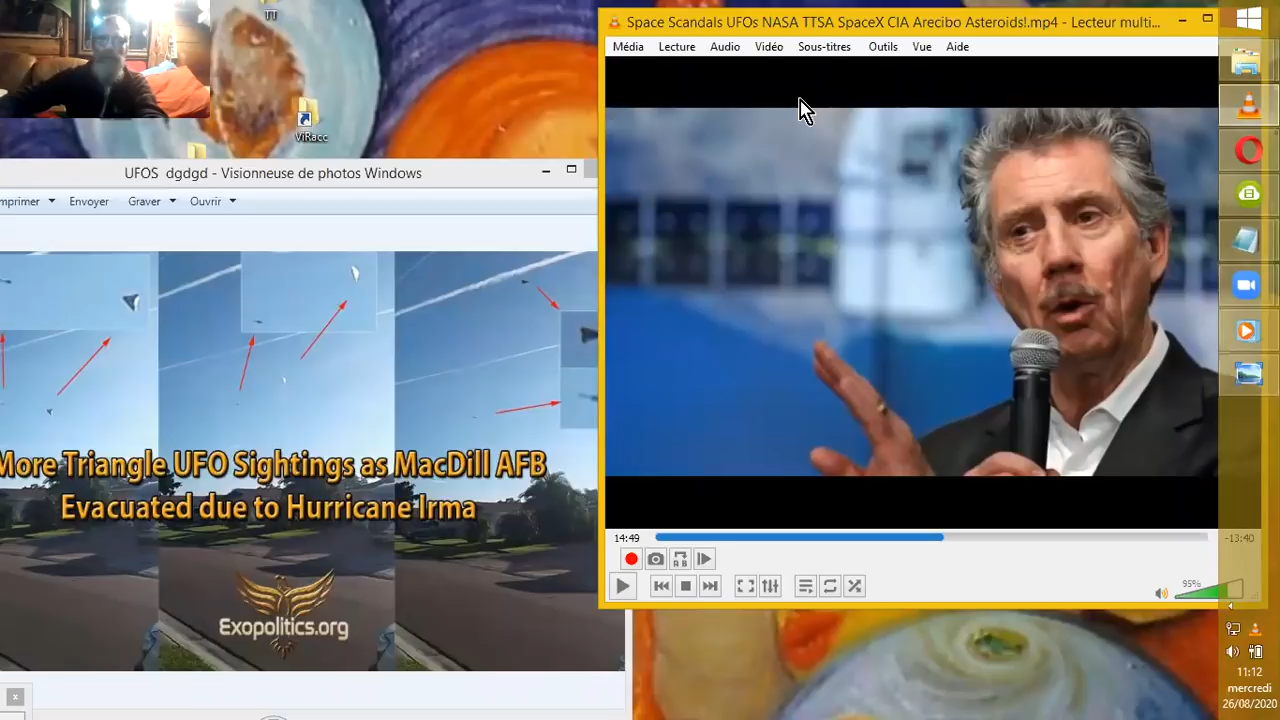 TT
ViRacc
UFOS dgdgd - Visionneuse de photos Windows
mprimer
Envoyer
Graver
Ouvrir
More Triangle UFO Sightings as MacDill AFB
Evacuated due to Hurricane Irma
Exopolitics.org
Space Scandals UFOs NASA TTSA SpaceX CIA Arecibo Asteroids!.mp4 - Lecteur multi...
Média
Lecture
Audio
Vidéo
Sous-titres
Outils
Vue
Aide
14:49
-13:40
A B
95%
11:12
mercredi
26/08/2020